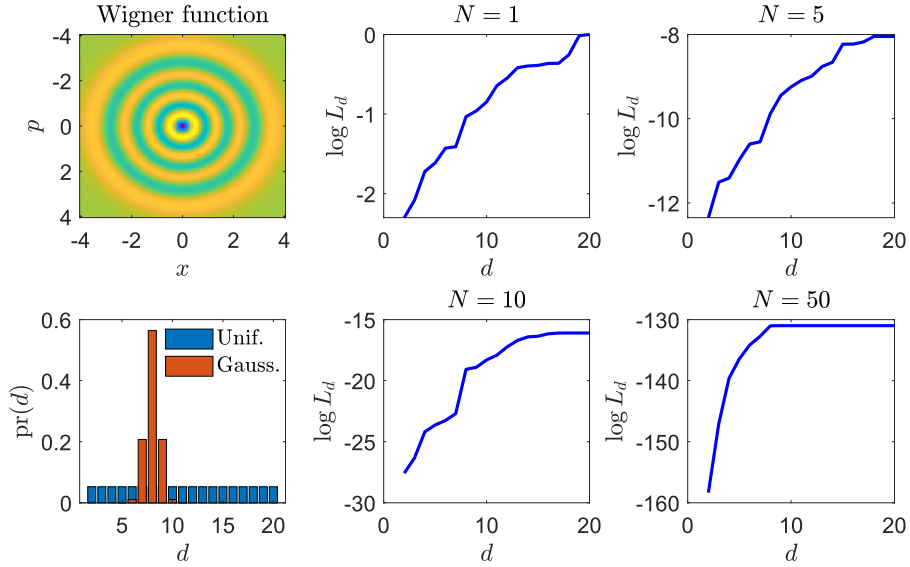 Wigner function
-4
-2
0
2
4
p
-4
-2
0
2
4
x
N = 1
0
-1
-2
log L_d
0
10
20
d
N = 5
-8
-10
-12
log L_d
0
10
20
d
0.6
0.4
0.2
0
pr(d)
Unif.
Gauss.
5
10
15
20
d
N = 10
-15
-20
-25
-30
log L_d
0
10
20
d
N = 50
-130
-140
-150
-160
log L_d
0
10
20
d